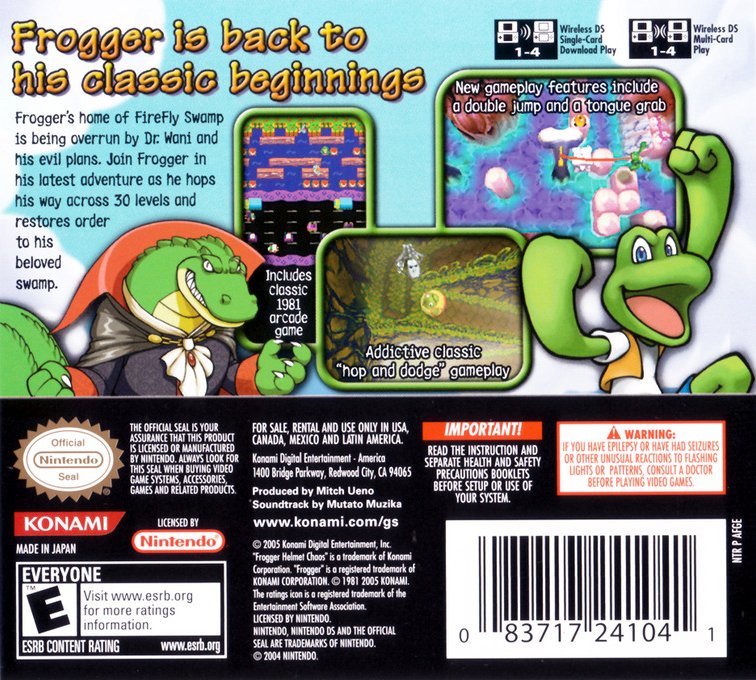 Frogger is back to
his classic beginnings
Frogger's home of FireFly Swamp
is being overrun by Dr. Wani and
his evil plans. Join Frogger in
his latest adventure as he hops
his way across 30 levels and
restores order
to his
beloved
swamp.
1-4
Wireless DS
Single-Card
Download Play
1-4
Wireless DS
Multi-Card
Play
New gameplay features include
a double jump and a tongue grab
Includes
classic
1981
arcade
game
Addictive classic
"hop and dodge" gameplay
Official
Nintendo
Seal
THE OFFICIAL SEAL IS YOUR
ASSURANCE THAT THIS PRODUCT
IS LICENSED OR MANUFACTURED
BY NINTENDO. ALWAYS LOOK FOR
THIS SEAL WHEN BUYING VIDEO
GAME SYSTEMS, ACCESSORIES,
GAMES AND RELATED PRODUCTS.
KONAMI
MADE IN JAPAN
LICENSED BY
Nintendo
EVERYONE
E
Visit www.esrb.org
for more ratings
information.
ESRB CONTENT RATING www.esrb.org
FOR SALE, RENTAL AND USE ONLY IN USA,
CANADA, MEXICO AND LATIN AMERICA.
Konami Digital Entertainment - America
1400 Bridge Parkway, Redwood City, CA 94065
Produced by Mitch Ueno
Soundtrack by Mutato Muzika
www.konami.com/gs
© 2005 Konami Digital Entertainment, Inc.
"Frogger Helmet Chaos" is a trademark of Konami
Corporation. "Frogger" is a registered trademark of
KONAMI CORPORATION. © 1981 2005 KONAMI.
The ratings icon is a registered trademark of the
Entertainment Software Association.
LICENSED BY NINTENDO.
NINTENDO, NINTENDO DS AND THE OFFICIAL
SEAL ARE TRADEMARKS OF NINTENDO.
© 2004 NINTENDO.
IMPORTANT!
READ THE INSTRUCTION AND
SEPARATE HEALTH AND SAFETY
PRECAUTIONS BOOKLETS
BEFORE SETUP OR USE OF
YOUR SYSTEM.
WARNING:
IF YOU HAVE EPILEPSY OR HAVE HAD SEIZURES
OR OTHER UNUSUAL REACTIONS TO FLASHING
LIGHTS OR PATTERNS, CONSULT A DOCTOR
BEFORE PLAYING VIDEO GAMES.
NTR P AFGE
0 83717 24104 1